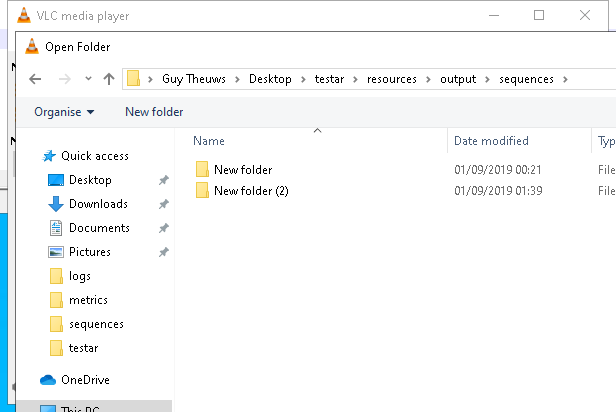 VLC media player
Open Folder
Guy Theuws > Desktop > testar > resources > output > sequences >
Organise New folder
Name Date modified Typ
Quick access
New folder 01/09/2019 00:21 File
New folder (2) 01/09/2019 01:39 File
Desktop
Downloads
Documents
Pictures
logs
metrics
sequences
testar
OneDrive
This PC